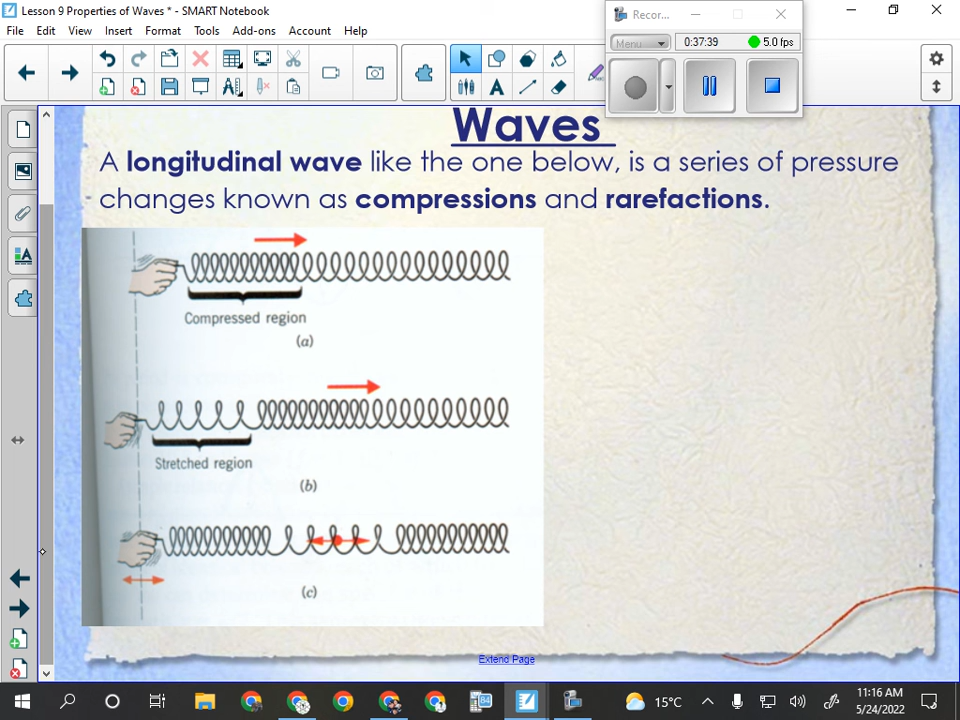 Lesson 9 Properties of Waves * - SMART Notebook
Recor...
File Edit View Insert Format Tools Add-ons Account Help
Menu 0:37:39 5.0 fps
Waves
A longitudinal wave like the one below, is a series of pressure
changes known as compressions and rarefactions.
Compressed region
(a)
Stretched region
(b)
(c)
Extend Page
15°C
11:16 AM
5/24/2022